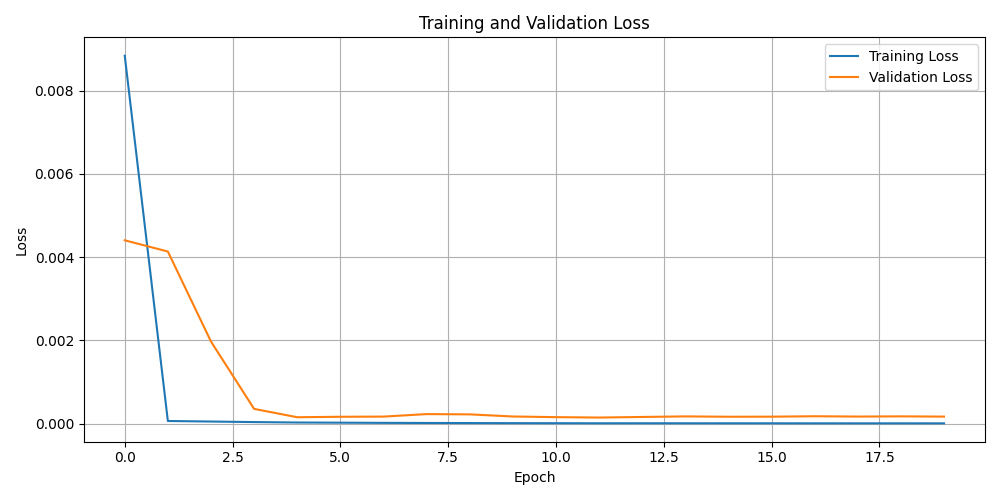 Training and Validation Loss
Training Loss
Validation Loss
0.008
0.006
0.004
0.002
0.000
Loss
0.0 2.5 5.0 7.5 10.0 12.5 15.0 17.5
Epoch